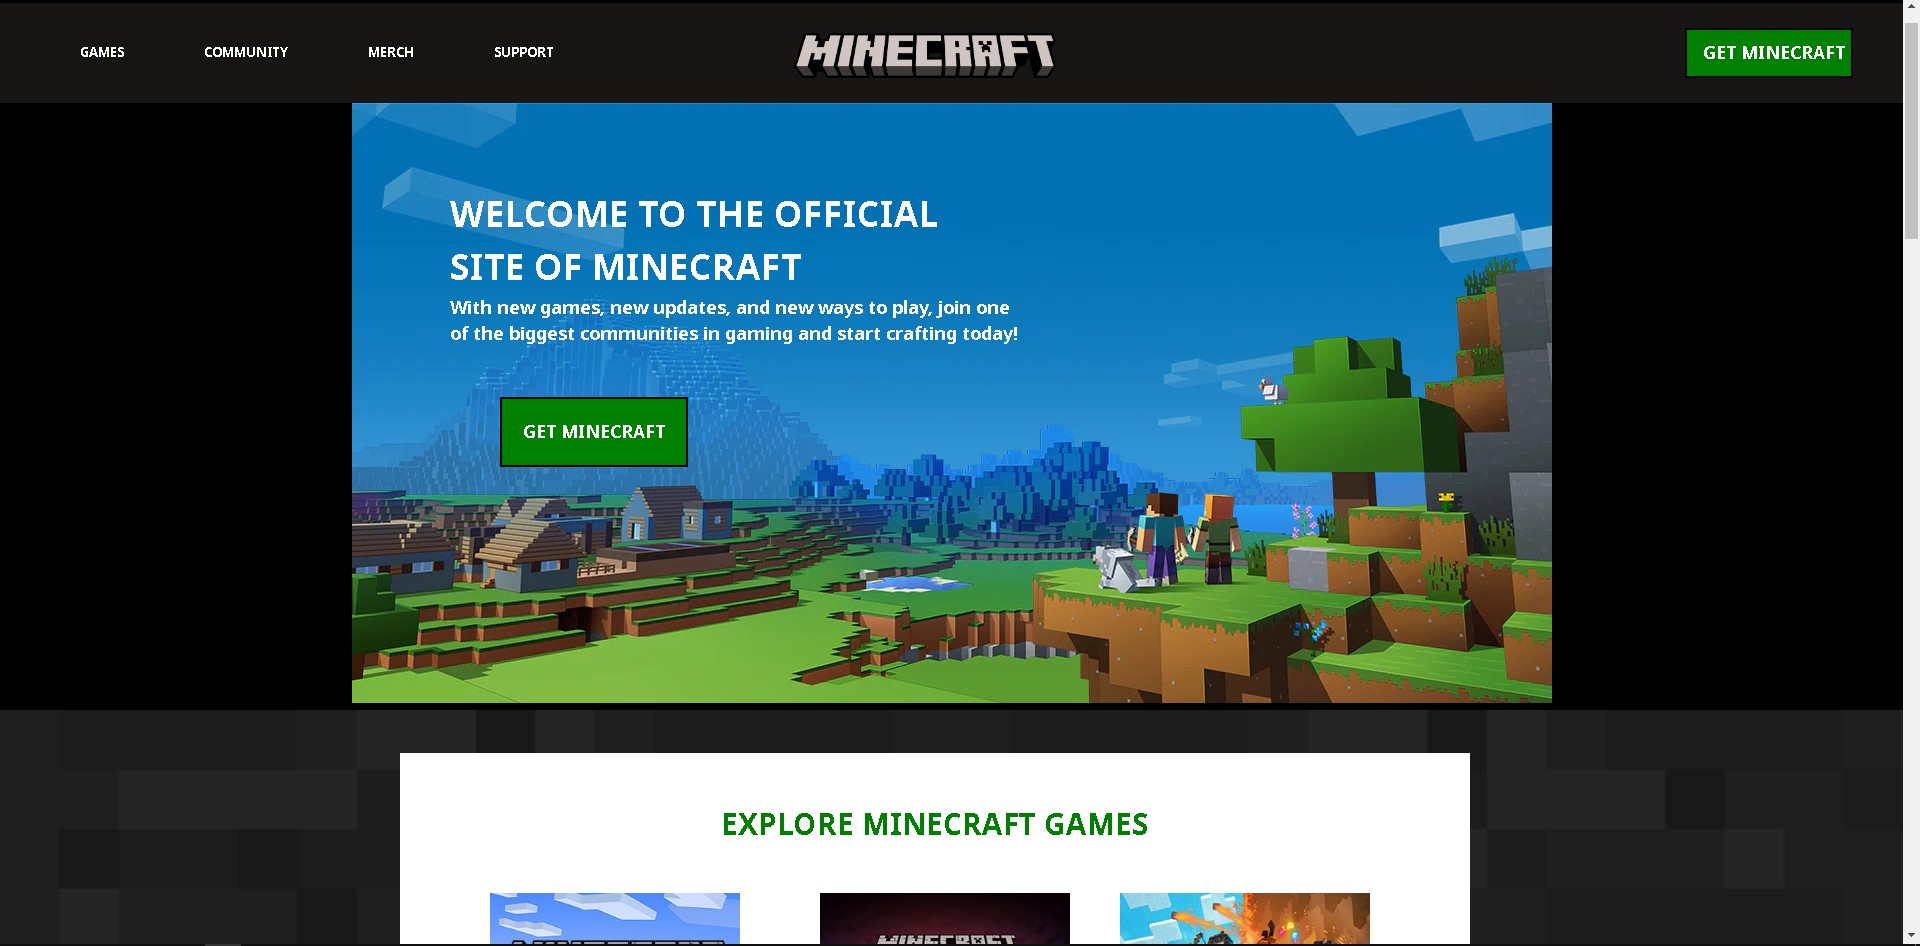 GAMES COMMUNITY MERCH SUPPORT MINECRAFT GET MINECRAFT
WELCOME TO THE OFFICIAL
SITE OF MINECRAFT
With new games, new updates, and new ways to play, join one
of the biggest communities in gaming and start crafting today!
GET MINECRAFT
EXPLORE MINECRAFT GAMES
MINECRAFT